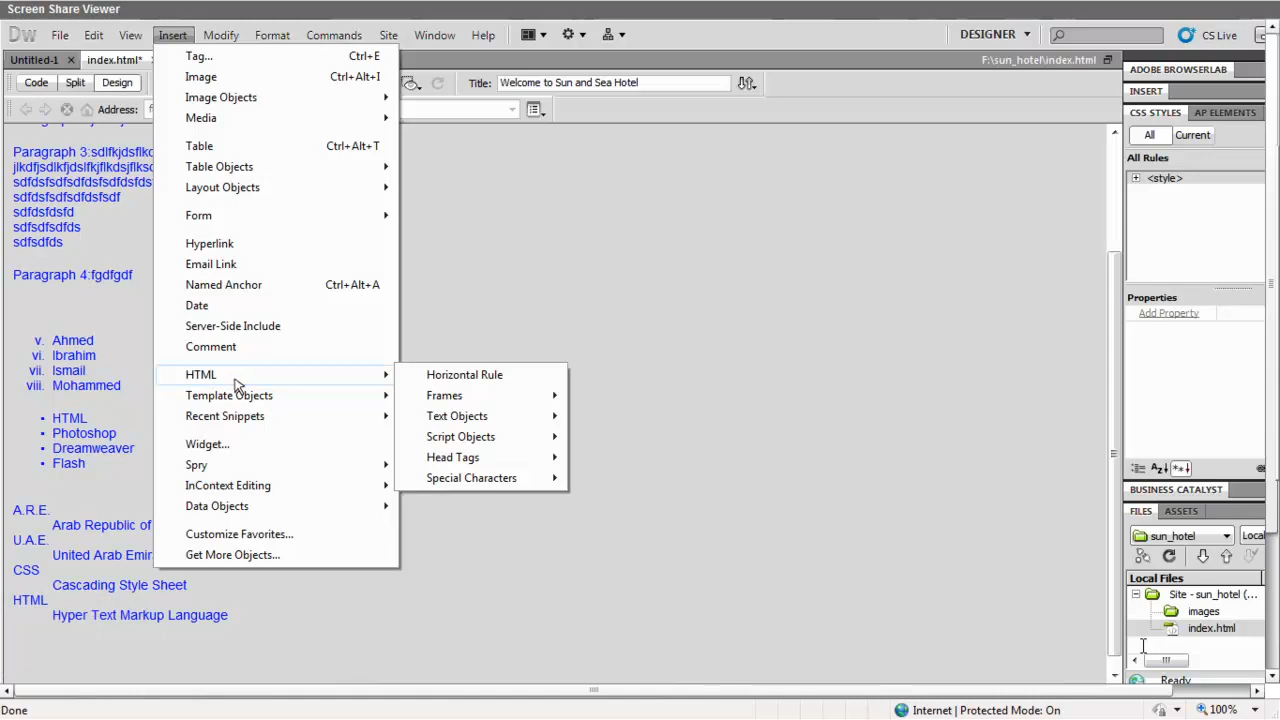 Screen Share Viewer
Dw File Edit View Insert Modify Format Commands Site Window Help DESIGNER CS Live
Untitled-1 × index.html* F:\sun_hotel\index.html
Code Split Design Title: Welcome to Sun and Sea Hotel
Address:
Paragraph 3:sdlfkjdsflkd
jlkdfjsdlkfjdslfkjflkdsjflksd
sdfdsfsdfsdfdsfsdfdsfds
sdfsdfdsfsdfdsfsdf
sdfdsfdsfd
sdfsdfsdfds
sdfsdfds
Paragraph 4:fgdfgdf
v. Ahmed
vi. Ibrahim
vii. Ismail
viii. Mohammed
• HTML
• Photoshop
• Dreamweaver
• Flash
A.R.E.
Arab Republic of
U.A.E.
United Arab Emir
CSS
Cascading Style Sheet
HTML
Hyper Text Markup Language
Tag... Ctrl+E
Image Ctrl+Alt+I
Image Objects
Media
Table Ctrl+Alt+T
Table Objects
Layout Objects
Form
Hyperlink
Email Link
Named Anchor Ctrl+Alt+A
Date
Server-Side Include
Comment
HTML
Template Objects
Recent Snippets
Widget...
Spry
InContext Editing
Data Objects
Customize Favorites...
Get More Objects...
Horizontal Rule
Frames
Text Objects
Script Objects
Head Tags
Special Characters
ADOBE BROWSERLAB
INSERT
CSS STYLES AP ELEMENTS
All Current
All Rules
<style>
Properties
Add Property
BUSINESS CATALYST
FILES ASSETS
sun_hotel Local
Local Files
Site - sun_hotel (...
images
index.html
Ready
Done Internet | Protected Mode: On 100%